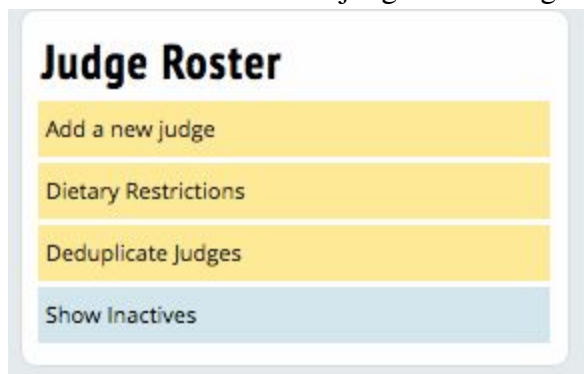 Judge Roster
Add a new judge
Dietary Restrictions
Deduplicate Judges
Show Inactives